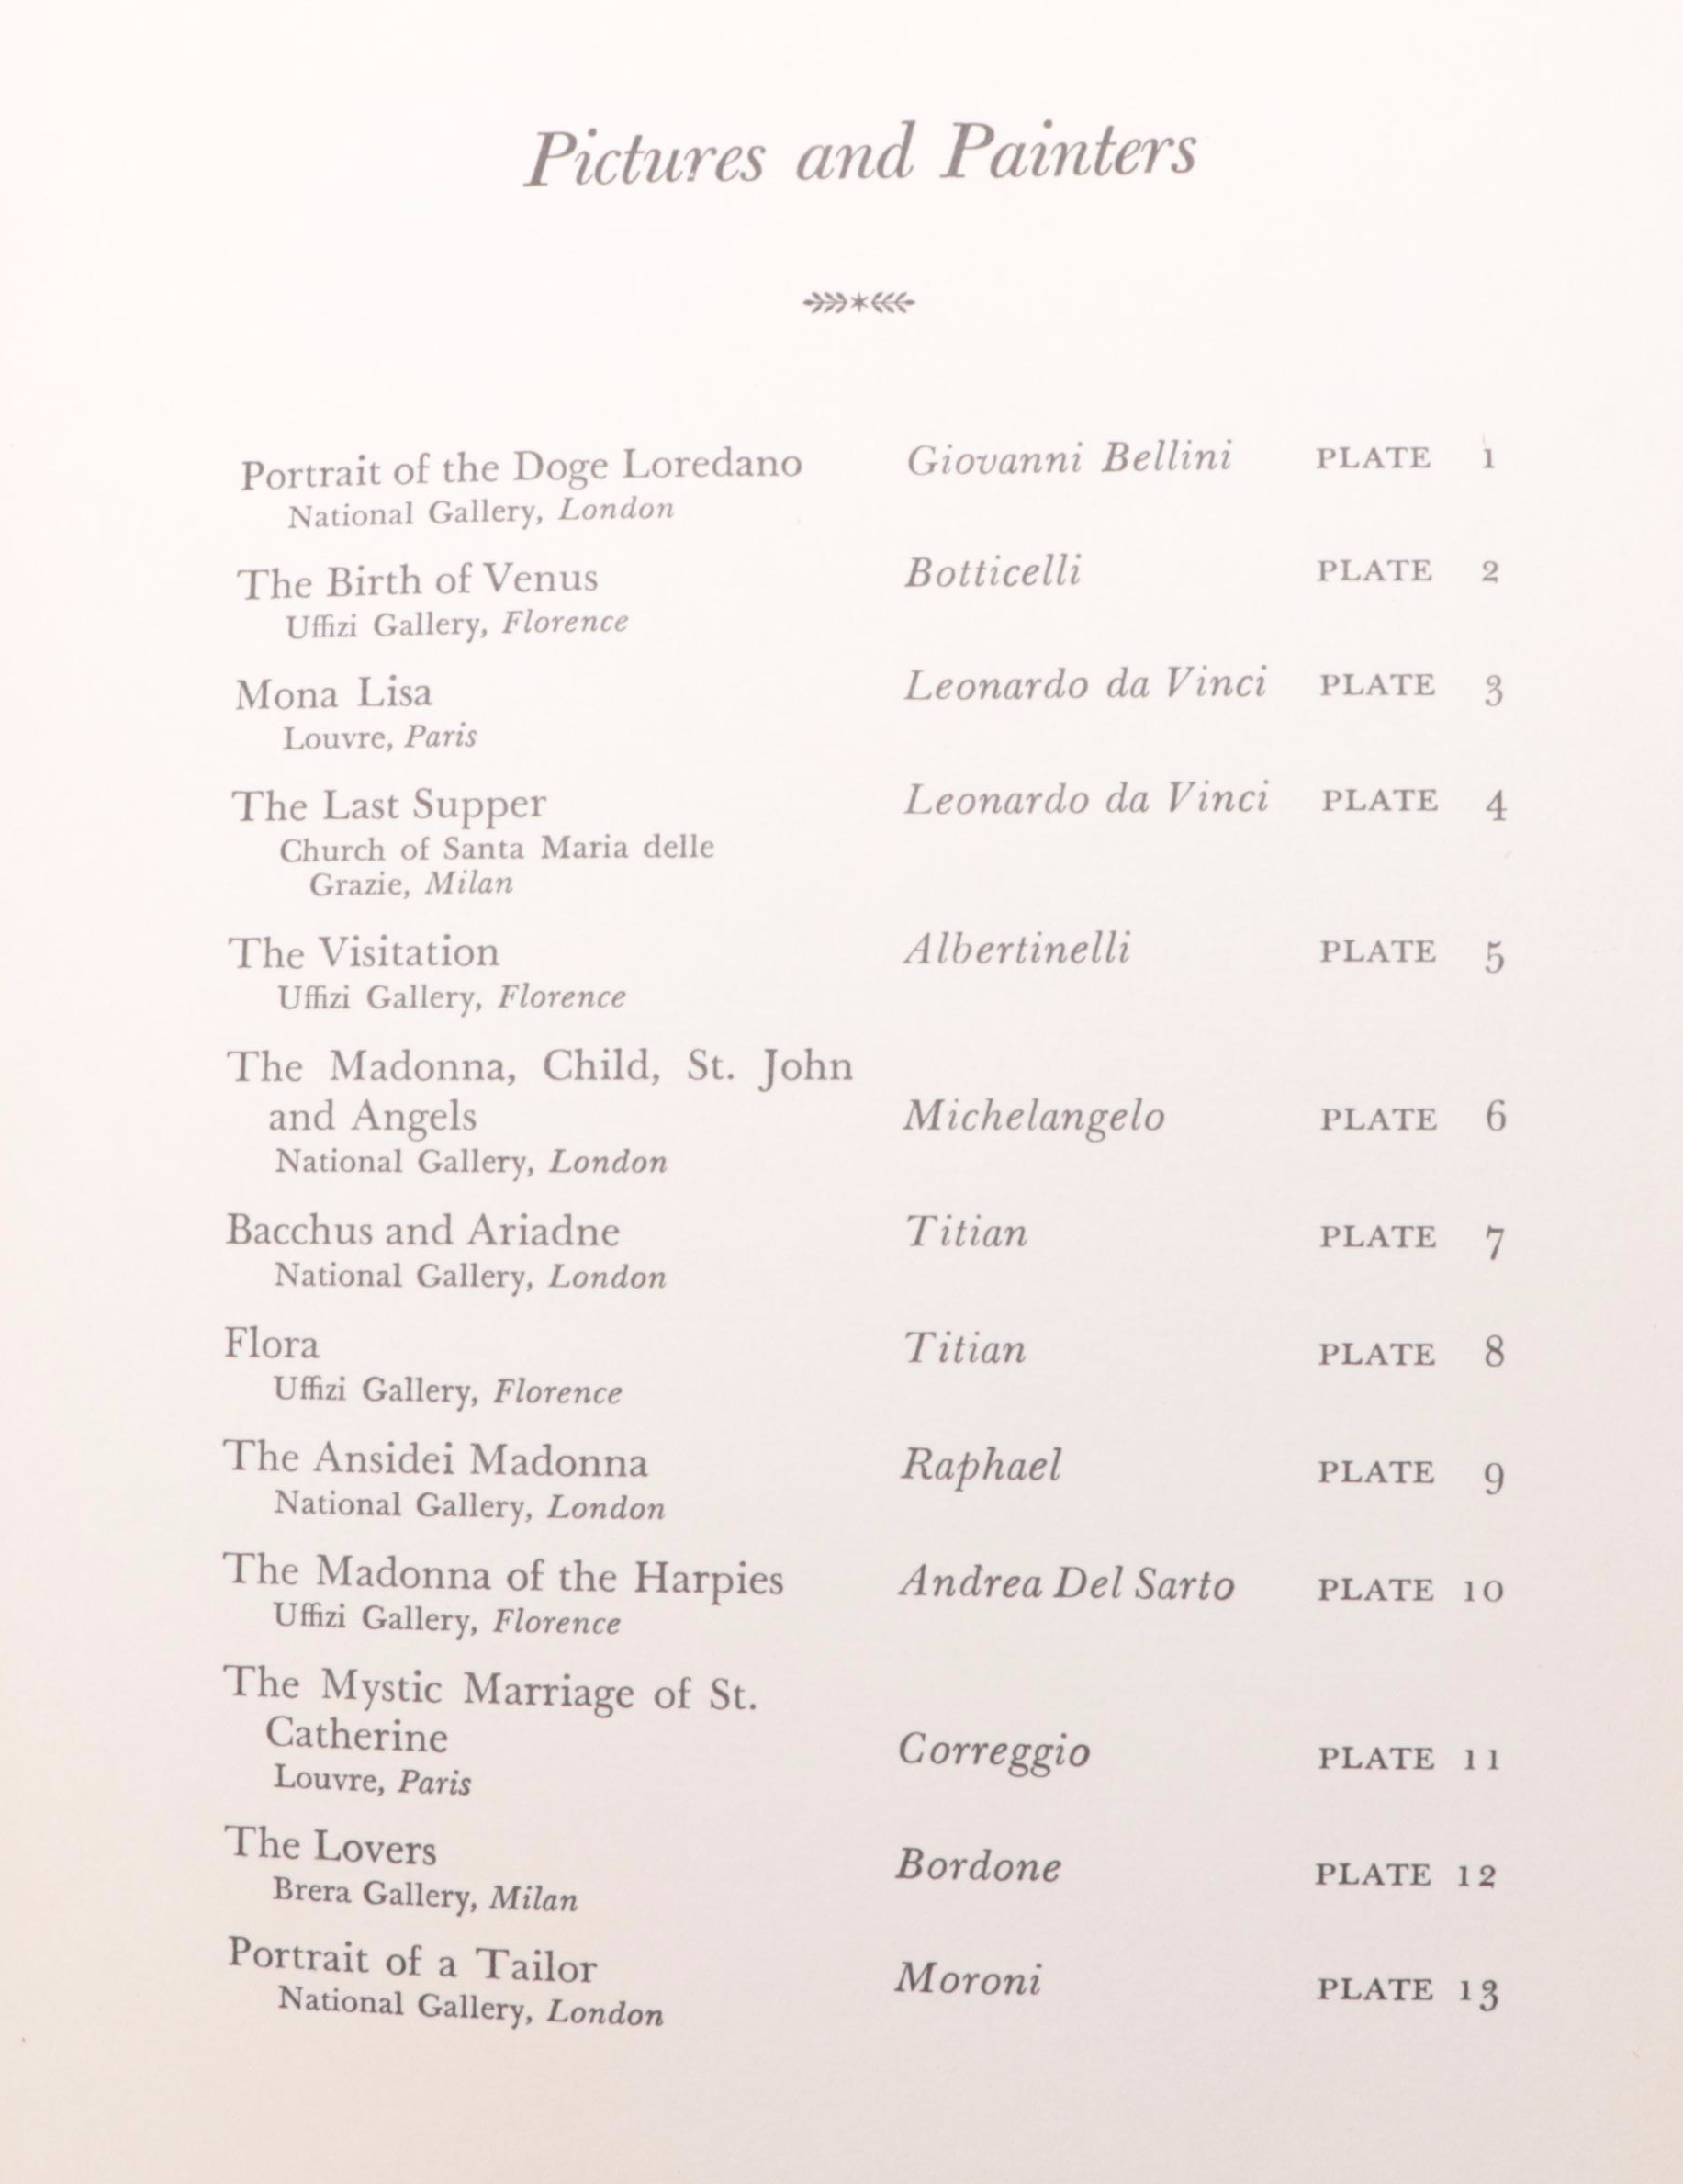 Pictures and Painters
Portrait of the Doge Loredano Giovanni Bellini PLATE 1
National Gallery, London
The Birth of Venus Botticelli PLATE 2
Uffizi Gallery, Florence
Mona Lisa Leonardo da Vinci PLATE 3
Louvre, Paris
The Last Supper Leonardo da Vinci PLATE 4
Church of Santa Maria delle
Grazie, Milan
The Visitation Albertinelli PLATE 5
Uffizi Gallery, Florence
The Madonna, Child, St. John
and Angels Michelangelo PLATE 6
National Gallery, London
Bacchus and Ariadne Titian PLATE 7
National Gallery, London
Flora Titian PLATE 8
Uffizi Gallery, Florence
The Ansidei Madonna Raphael PLATE 9
National Gallery, London
The Madonna of the Harpies Andrea Del Sarto PLATE 10
Uffizi Gallery, Florence
The Mystic Marriage of St.
Catherine Correggio PLATE 11
Louvre, Paris
The Lovers Bordone PLATE 12
Brera Gallery, Milan
Portrait of a Tailor Moroni PLATE 13
National Gallery, London